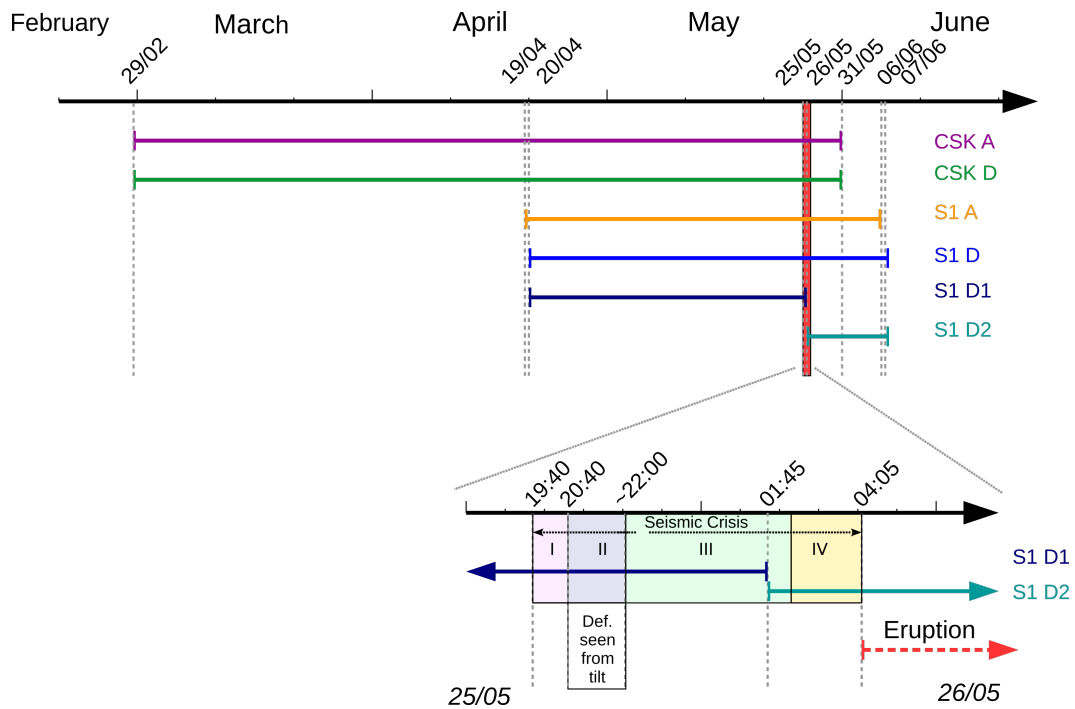 February
March
April
May
June
29/02
19/04
20/04
25/05
26/05
31/05
06/06
07/06
CSK A
CSK D
S1 A
S1 D
S1 D1
S1 D2
19:40
20:40
~22:00
01:45
04:05
Seismic Crisis
I
II
III
IV
S1 D1
S1 D2
Def.
seen
from
tilt
Eruption
25/05
26/05